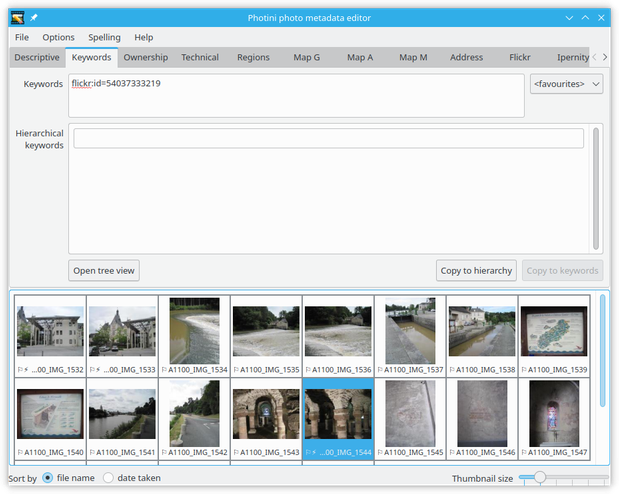 Photini photo metadata editor
File Options Spelling Help
Descriptive Keywords Ownership Technical Regions Map G Map A Map M Address Flickr Ipernity
Keywords flickr:id=54037333219 <favourites>
Hierarchical
keywords
Open tree view Copy to hierarchy Copy to keywords
...00_IMG_1532 ...00_IMG_1533 A1100_IMG_1534 A1100_IMG_1535 A1100_IMG_1536 A1100_IMG_1537 A1100_IMG_1538 A1100_IMG_1539
A1100_IMG_1540 A1100_IMG_1541 A1100_IMG_1542 A1100_IMG_1543 ...00_IMG_1544 A1100_IMG_1545 A1100_IMG_1546 A1100_IMG_1547
Sort by file name date taken Thumbnail size